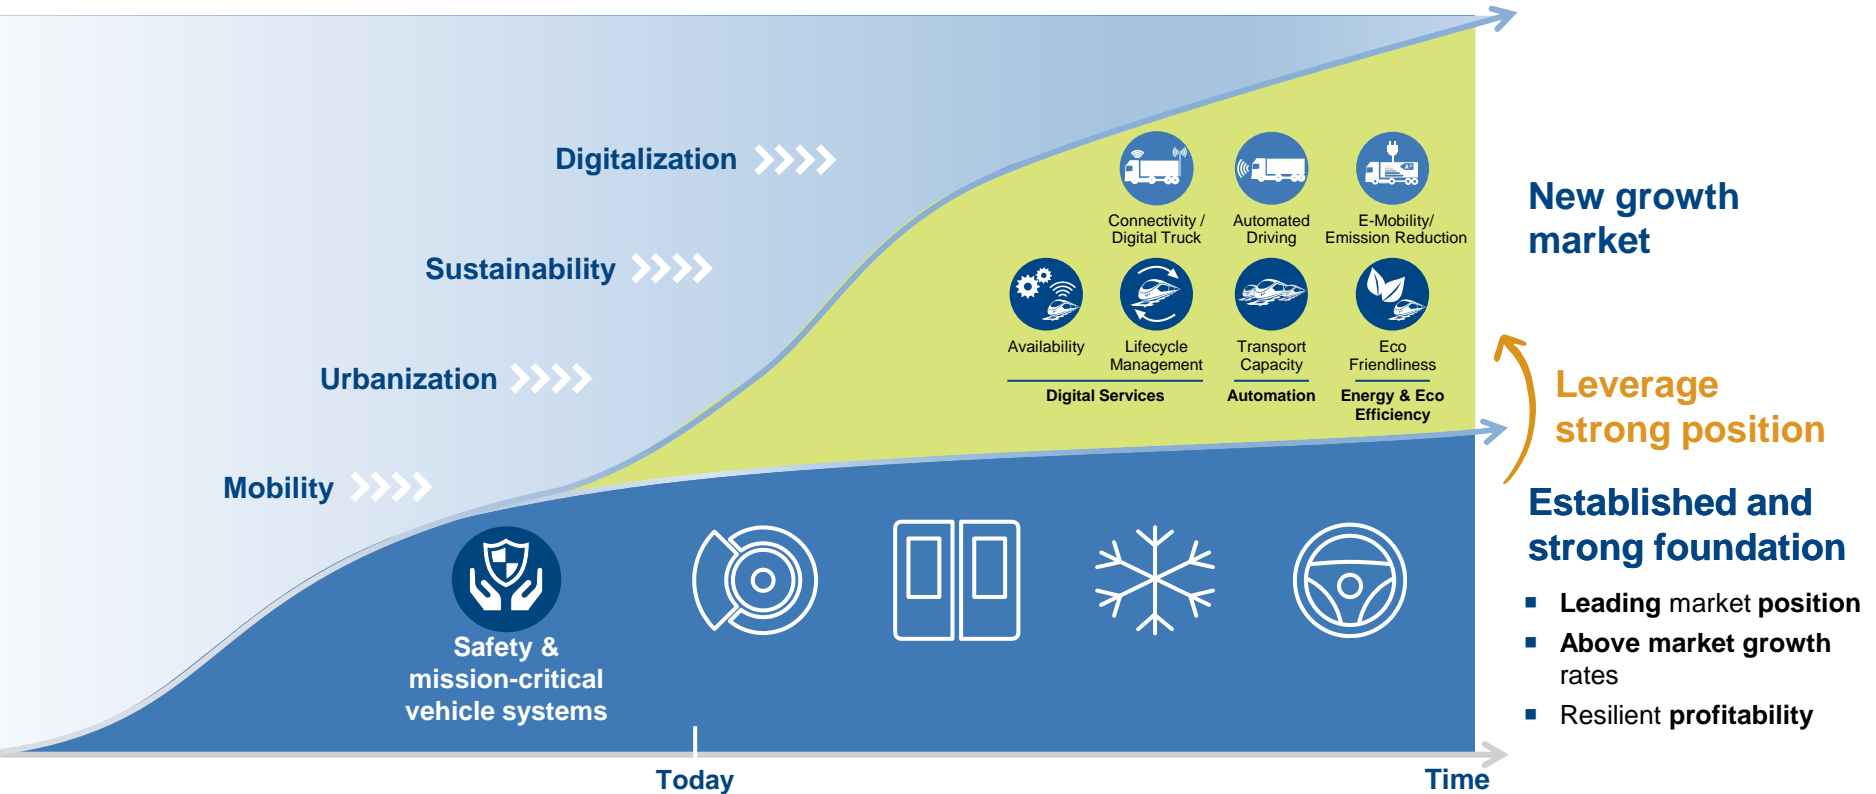 Digitalization
Sustainability
Urbanization
Mobility
Connectivity /
Digital Truck
Automated
Driving
E-Mobility/
Emission Reduction
Availability
Lifecycle
Management
Transport
Capacity
Eco
Friendliness
Digital Services
Automation
Energy & Eco
Efficiency
New growth
market
Leverage
strong position
Established and
strong foundation
Leading market position
Above market growth
rates
Resilient profitability
Safety &
mission-critical
vehicle systems
Today
Time